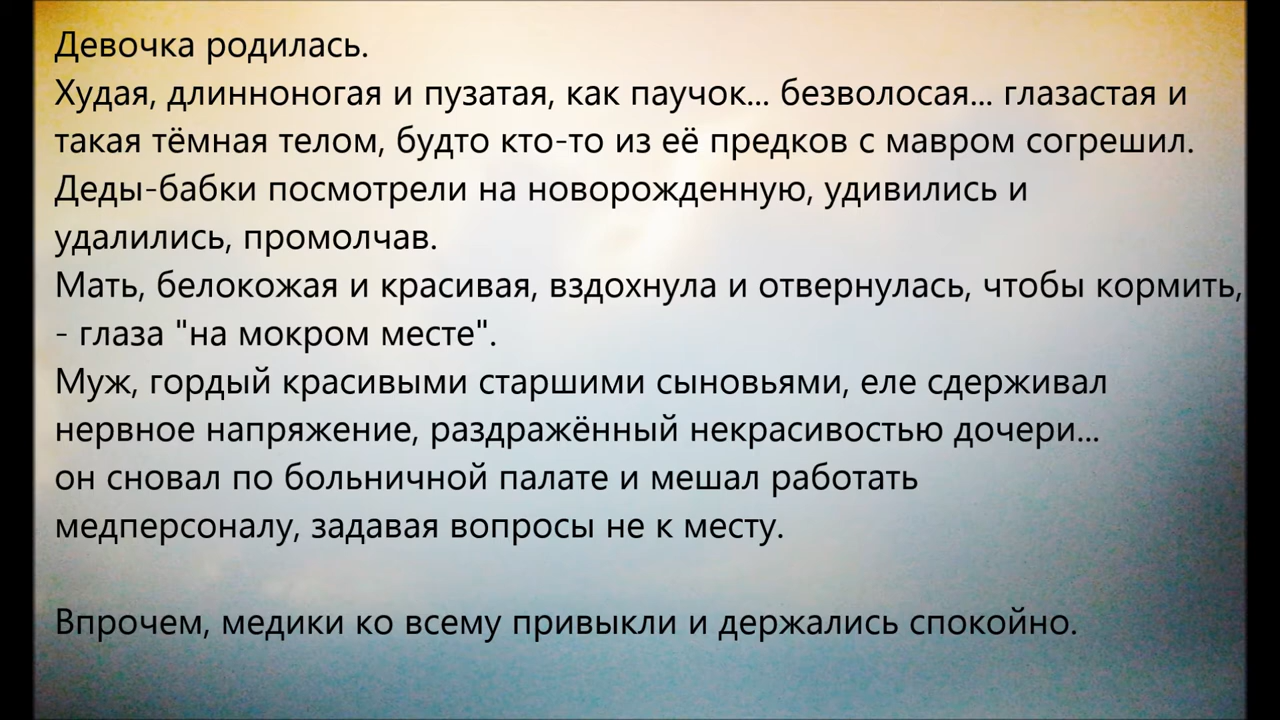 Девочка родилась.
Худая, длинноногая и пузатая, как паучок... безволосая... глазастая и
такая тёмная телом, будто кто-то из её предков с мавром согрешил.
Деды-бабки посмотрели на новорожденную, удивились и
удалились, промолчав.
Мать, белокожая и красивая, вздохнула и отвернулась, чтобы кормить,
- глаза "на мокром месте".
Муж, гордый красивыми старшими сыновьями, еле сдерживал
нервное напряжение, раздражённый некрасивостью дочери...
он сновал по больничной палате и мешал работать
медперсоналу, задавая вопросы не к месту.
Впрочем, медики ко всему привыкли и держались спокойно.